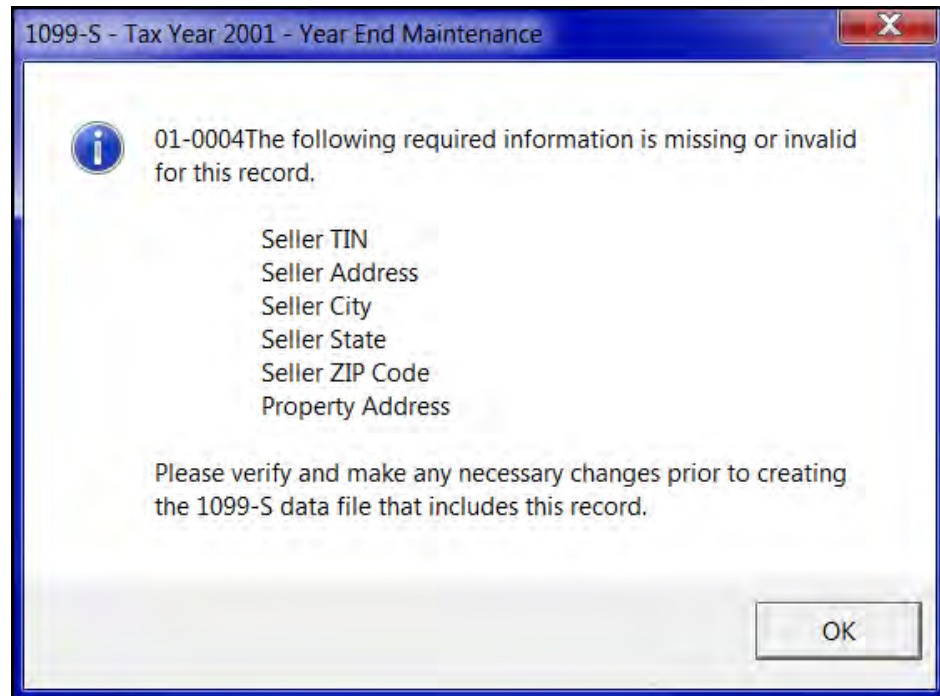 1099-S - Tax Year 2001 - Year End Maintenance
01-0004The following required information is missing or invalid
for this record.
Seller TIN
Seller Address
Seller City
Seller State
Seller ZIP Code
Property Address
Please verify and make any necessary changes prior to creating
the 1099-S data file that includes this record.
OK